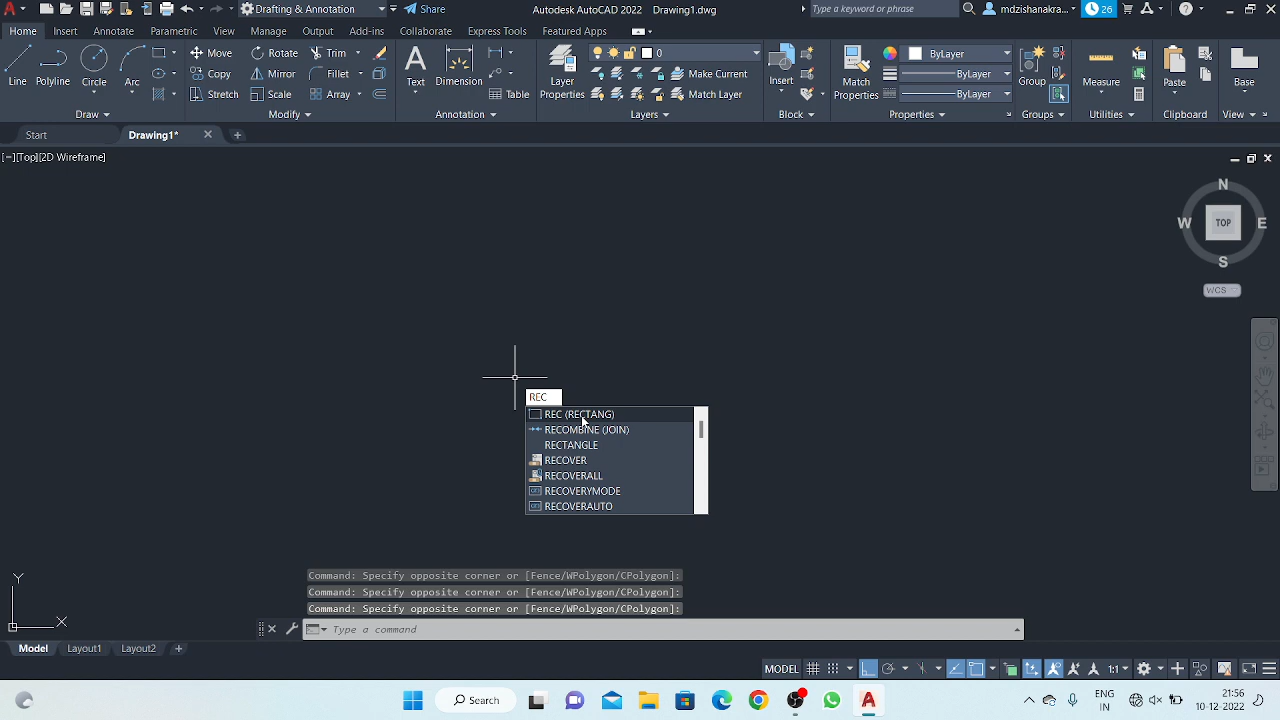 Drafting & Annotation
Share
Autodesk AutoCAD 2022 Drawing1.dwg
Type a keyword or phrase
mdzishanakra...
26
Home Insert Annotate Parametric View Manage Output Add-ins Collaborate Express Tools Featured Apps
Line
Polyline
Circle
Arc
Move
Rotate
Trim
Copy
Mirror
Fillet
Stretch
Scale
Array
Text
Dimension
Table
Layer
Properties
0
Make Current
Match Layer
Insert
Match
Properties
ByLayer
ByLayer
ByLayer
Group
Measure
Paste
Base
Draw
Modify
Annotation
Layers
Block
Properties
Groups
Utilities
Clipboard
View
Start
Drawing1*
[−][Top][2D Wireframe]
N
W
TOP
E
S
WCS
REC
REC (RECTANG)
RECOMBINE (JOIN)
RECTANGLE
RECOVER
RECOVERALL
RECOVERYMODE
RECOVERAUTO
Command: Specify opposite corner or [Fence/WPolygon/CPolygon]:
Command: Specify opposite corner or [Fence/WPolygon/CPolygon]:
Command: Specify opposite corner or [Fence/WPolygon/CPolygon]:
Y
X
Type a command
Model Layout1 Layout2
MODEL
1:1
Search
ENG
IN
21:56
10-12-2022